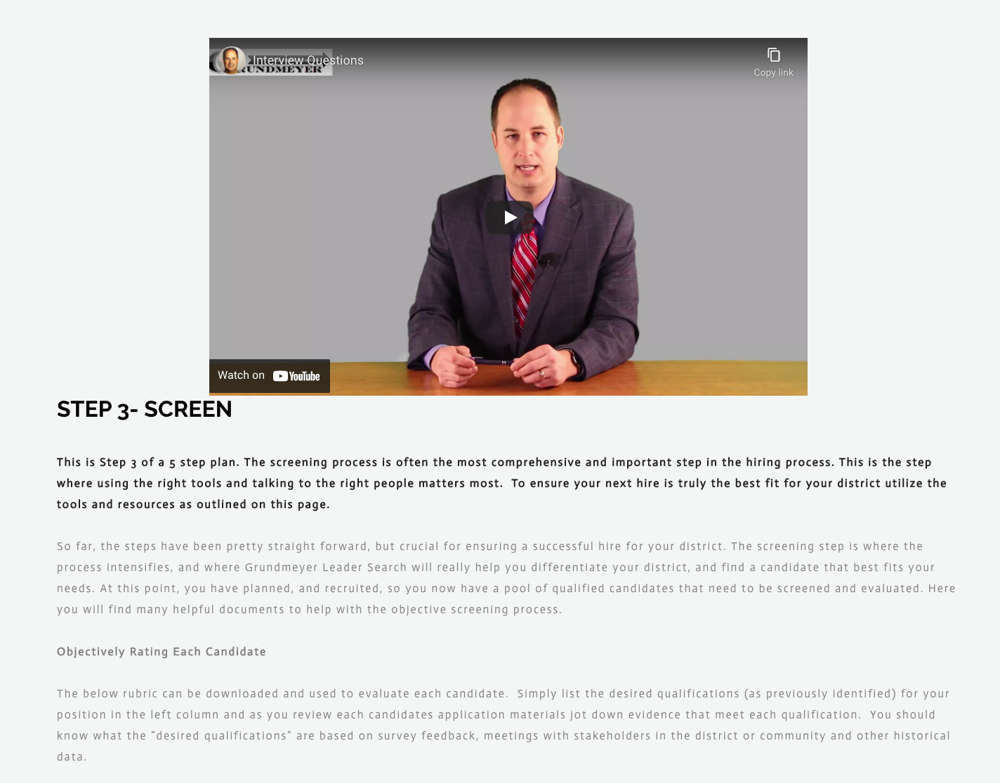 Interview Questions
GRUNDMEYER
Copy link
Watch on YouTube
STEP 3- SCREEN
This is Step 3 of a 5 step plan. The screening process is often the most comprehensive and important step in the hiring process. This is the step
where using the right tools and talking to the right people matters most.  To ensure your next hire is truly the best fit for your district utilize the
tools and resources as outlined on this page.
So far, the steps have been pretty straight forward, but crucial for ensuring a successful hire for your district. The screening step is where the
process intensifies, and where Grundmeyer Leader Search will really help you differentiate your district, and find a candidate that best fits your
needs. At this point, you have planned, and recruited, so you now have a pool of qualified candidates that need to be screened and evaluated. Here
you will find many helpful documents to help with the objective screening process.
Objectively Rating Each Candidate
The below rubric can be downloaded and used to evaluate each candidate.  Simply list the desired qualifications (as previously identified) for your
position in the left column and as you review each candidates application materials jot down evidence that meet each qualification.  You should
know what the "desired qualifications" are based on survey feedback, meetings with stakeholders in the district or community and other historical
data.